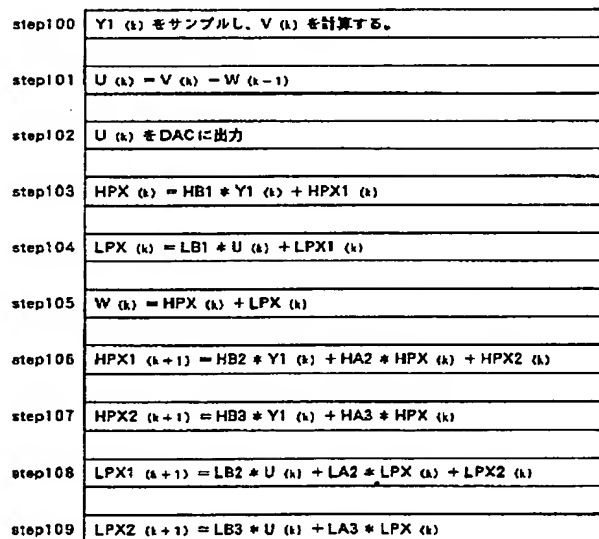 step100 Y1 (k) をサンプルし、V (k) を計算する。
step101 U (k) = V (k) − W (k−1)
step102 U (k) をDACに出力
step103 HPX (k) = HB1 * Y1 (k) + HPX1 (k)
step104 LPX (k) = LB1 * U (k) + LPX1 (k)
step105 W (k) = HPX (k) + LPX (k)
step106 HPX1 (k+1) = HB2 * Y1 (k) + HA2 * HPX (k) + HPX2 (k)
step107 HPX2 (k+1) = HB3 * Y1 (k) + HA3 * HPX (k)
step108 LPX1 (k+1) = LB2 * U (k) + LA2 * LPX (k) + LPX2 (k)
step109 LPX2 (k+1) = LB3 * U (k) + LA3 * LPX (k)